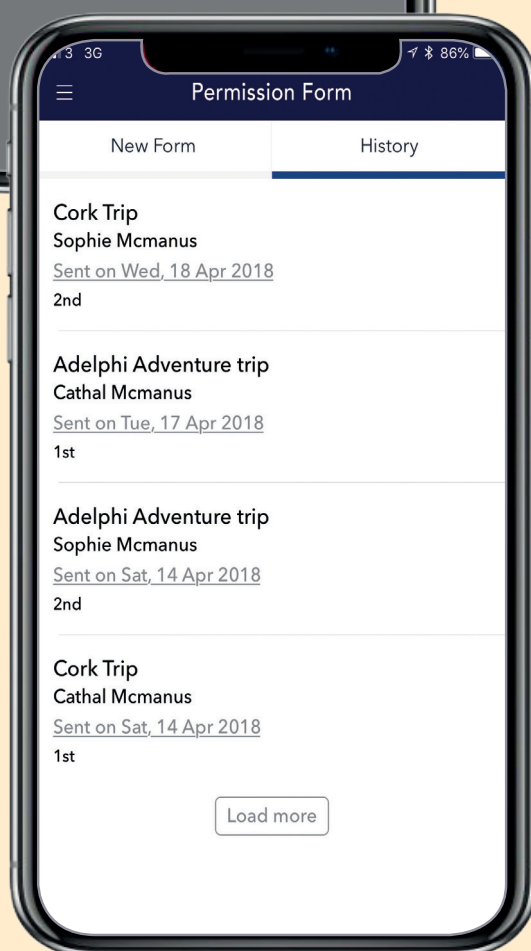 3 3G
86%
Permission Form
New Form
History
Cork Trip
Sophie Mcmanus
Sent on Wed, 18 Apr 2018
2nd
Adelphi Adventure trip
Cathal Mcmanus
Sent on Tue, 17 Apr 2018
1st
Adelphi Adventure trip
Sophie Mcmanus
Sent on Sat, 14 Apr 2018
2nd
Cork Trip
Cathal Mcmanus
Sent on Sat, 14 Apr 2018
1st
Load more